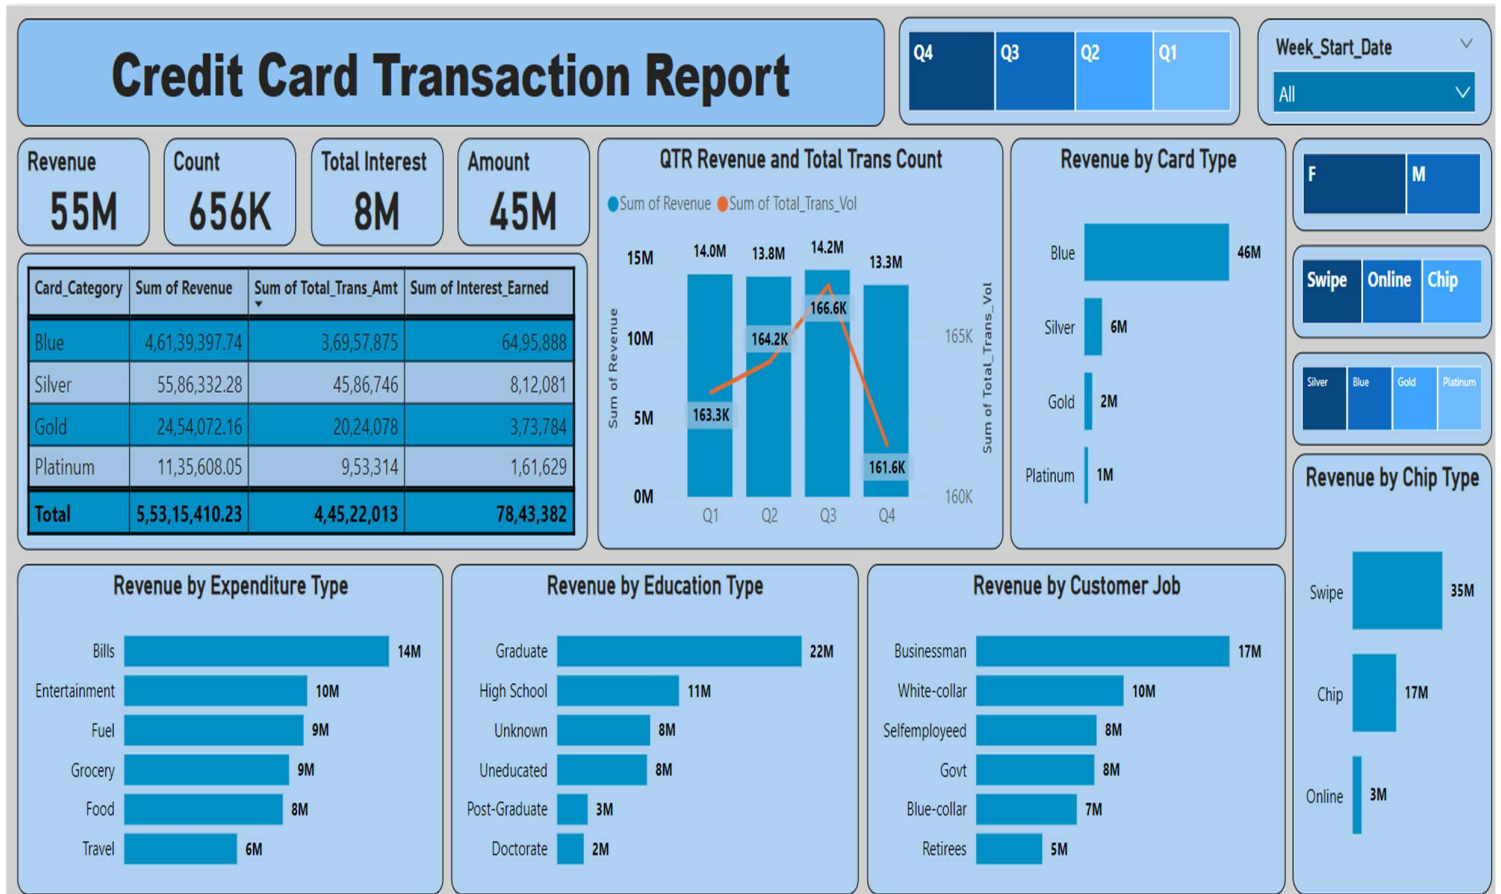 Credit Card Transaction Report
Q4 Q3 Q2 Q1
Week_Start_Date
All
Revenue
55M
Count
656K
Total Interest
8M
Amount
45M
Card_Category Sum of Revenue Sum of Total_Trans_Amt Sum of Interest_Earned
Blue 4,61,39,397.74 3,69,57,875 64,95,888
Silver 55,86,332.28 45,86,746 8,12,081
Gold 24,54,072.16 20,24,078 3,73,784
Platinum 11,35,608.05 9,53,314 1,61,629
Total 5,53,15,410.23 4,45,22,013 78,43,382
QTR Revenue and Total Trans Count
Sum of Revenue Sum of Total_Trans_Vol
Sum of Revenue
15M
10M
5M
0M
14.0M 13.8M 14.2M 13.3M
163.3K 164.2K 166.6K 161.6K
Q1 Q2 Q3 Q4
165K
160K
Sum of Total_Trans_Vol
Revenue by Card Type
Blue 46M
Silver 6M
Gold 2M
Platinum 1M
F M
Swipe Online Chip
Silver Blue Gold Platinum
Revenue by Chip Type
Swipe 35M
Chip 17M
Online 3M
Revenue by Expenditure Type
Bills 14M
Entertainment 10M
Fuel 9M
Grocery 9M
Food 8M
Travel 6M
Revenue by Education Type
Graduate 22M
High School 11M
Unknown 8M
Uneducated 8M
Post-Graduate 3M
Doctorate 2M
Revenue by Customer Job
Businessman 17M
White-collar 10M
Selfemployeed 8M
Govt 8M
Blue-collar 7M
Retirees 5M